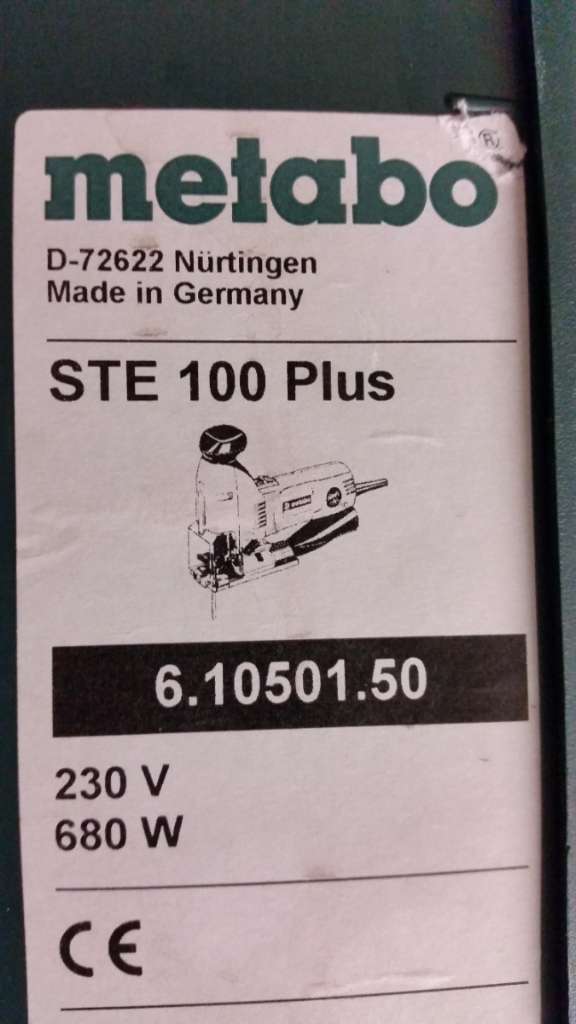 metabo ®
D-72622 Nürtingen
Made in Germany
STE 100 Plus
6.10501.50
230 V
680 W
CE